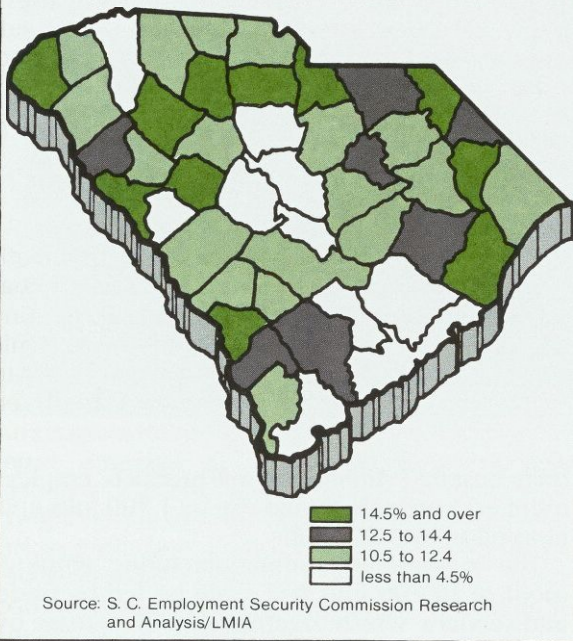 14.5% and over
12.5 to 14.4
10.5 to 12.4
less than 4.5%
Source: S. C. Employment Security Commission Research
and Analysis/LMIA